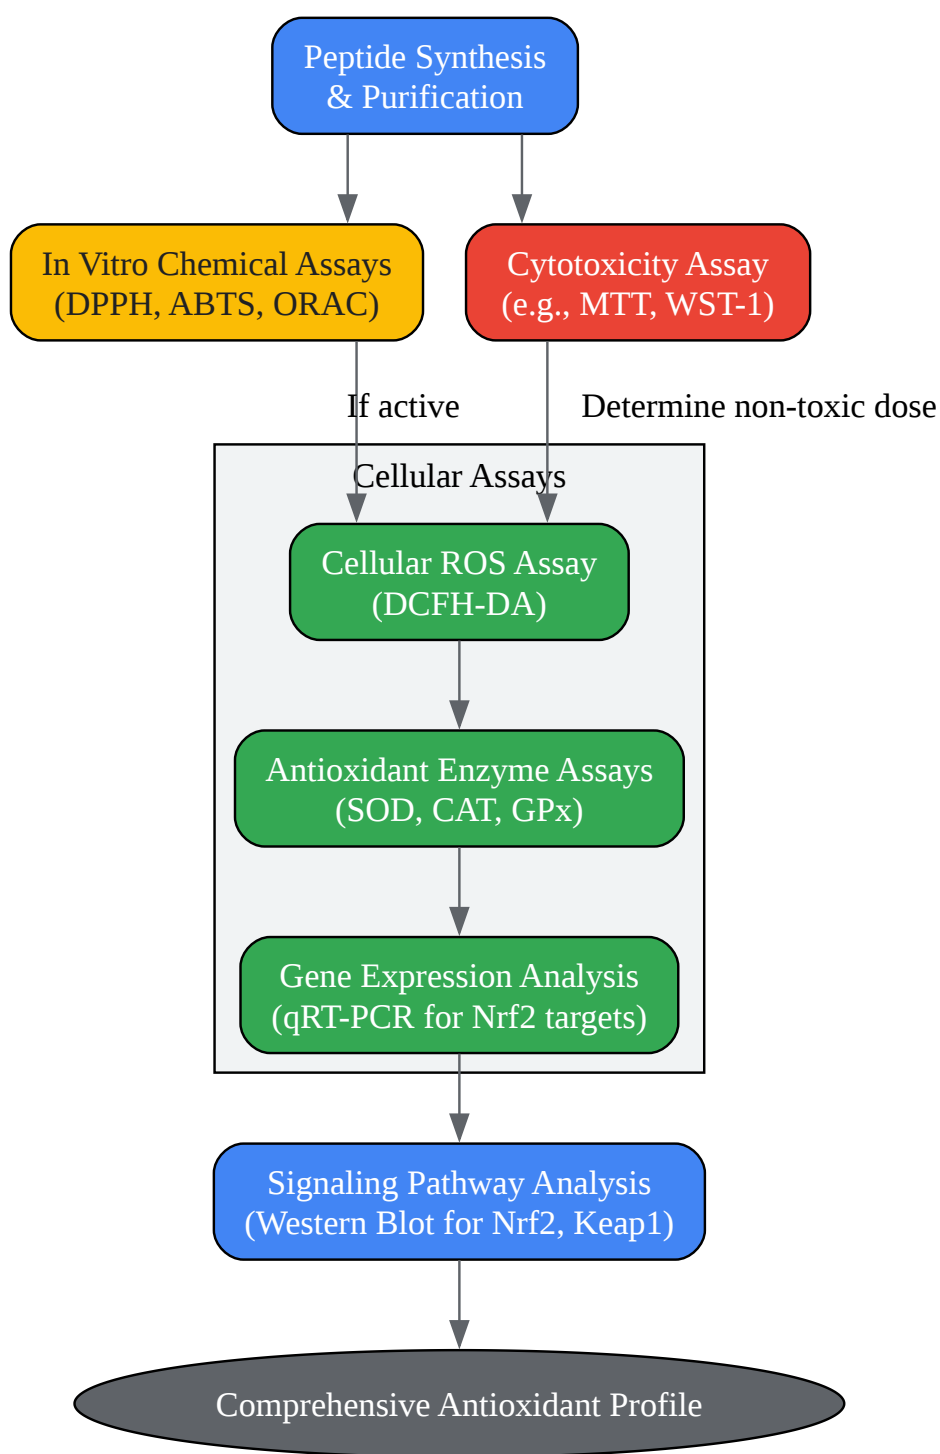 Peptide Synthesis
& Purification
In Vitro Chemical Assays
(DPPH, ABTS, ORAC)
Cytotoxicity Assay
(e.g., MTT, WST-1)
If active
Determine non-toxic dose
Cellular Assays
Cellular ROS Assay
(DCFH-DA)
Antioxidant Enzyme Assays
(SOD, CAT, GPx)
Gene Expression Analysis
(qRT-PCR for Nrf2 targets)
Signaling Pathway Analysis
(Western Blot for Nrf2, Keap1)
Comprehensive Antioxidant Profile